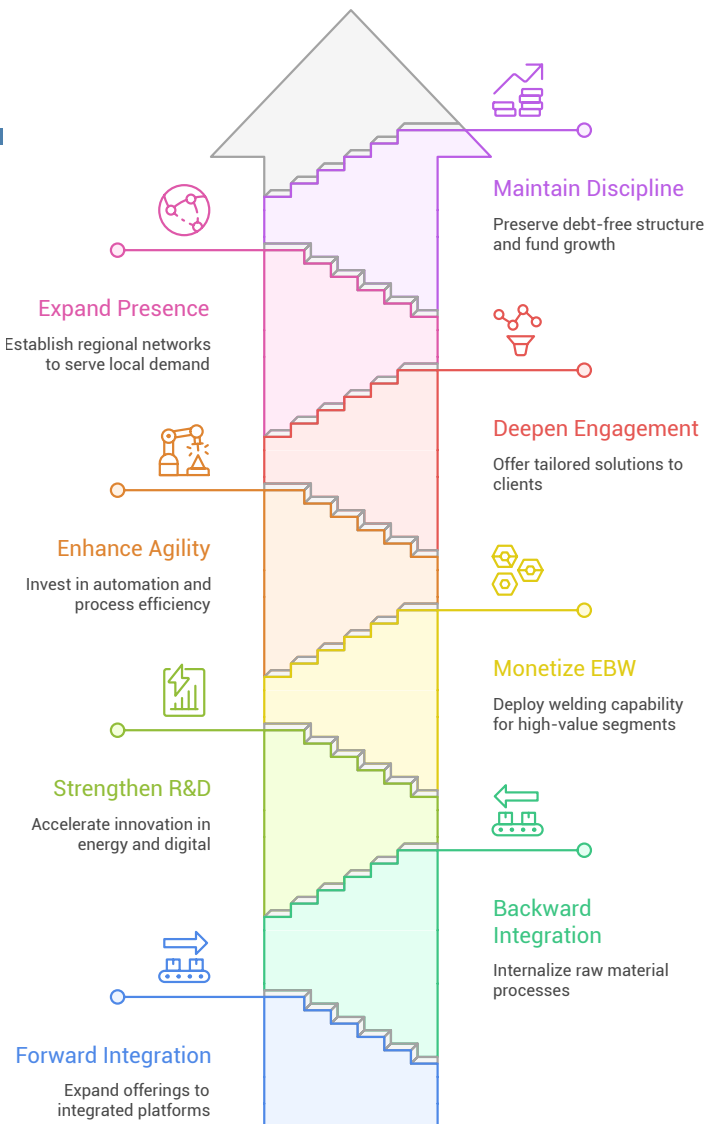 Maintain Discipline
Preserve debt-free structure
and fund growth
Expand Presence
Establish regional networks
to serve local demand
Deepen Engagement
Offer tailored solutions to
clients
Enhance Agility
Invest in automation and
process efficiency
Monetize EBW
Deploy welding capability
for high-value segments
Strengthen R&D
Accelerate innovation in
energy and digital
Backward
Integration
Internalize raw material
processes
Forward Integration
Expand offerings to
integrated platforms